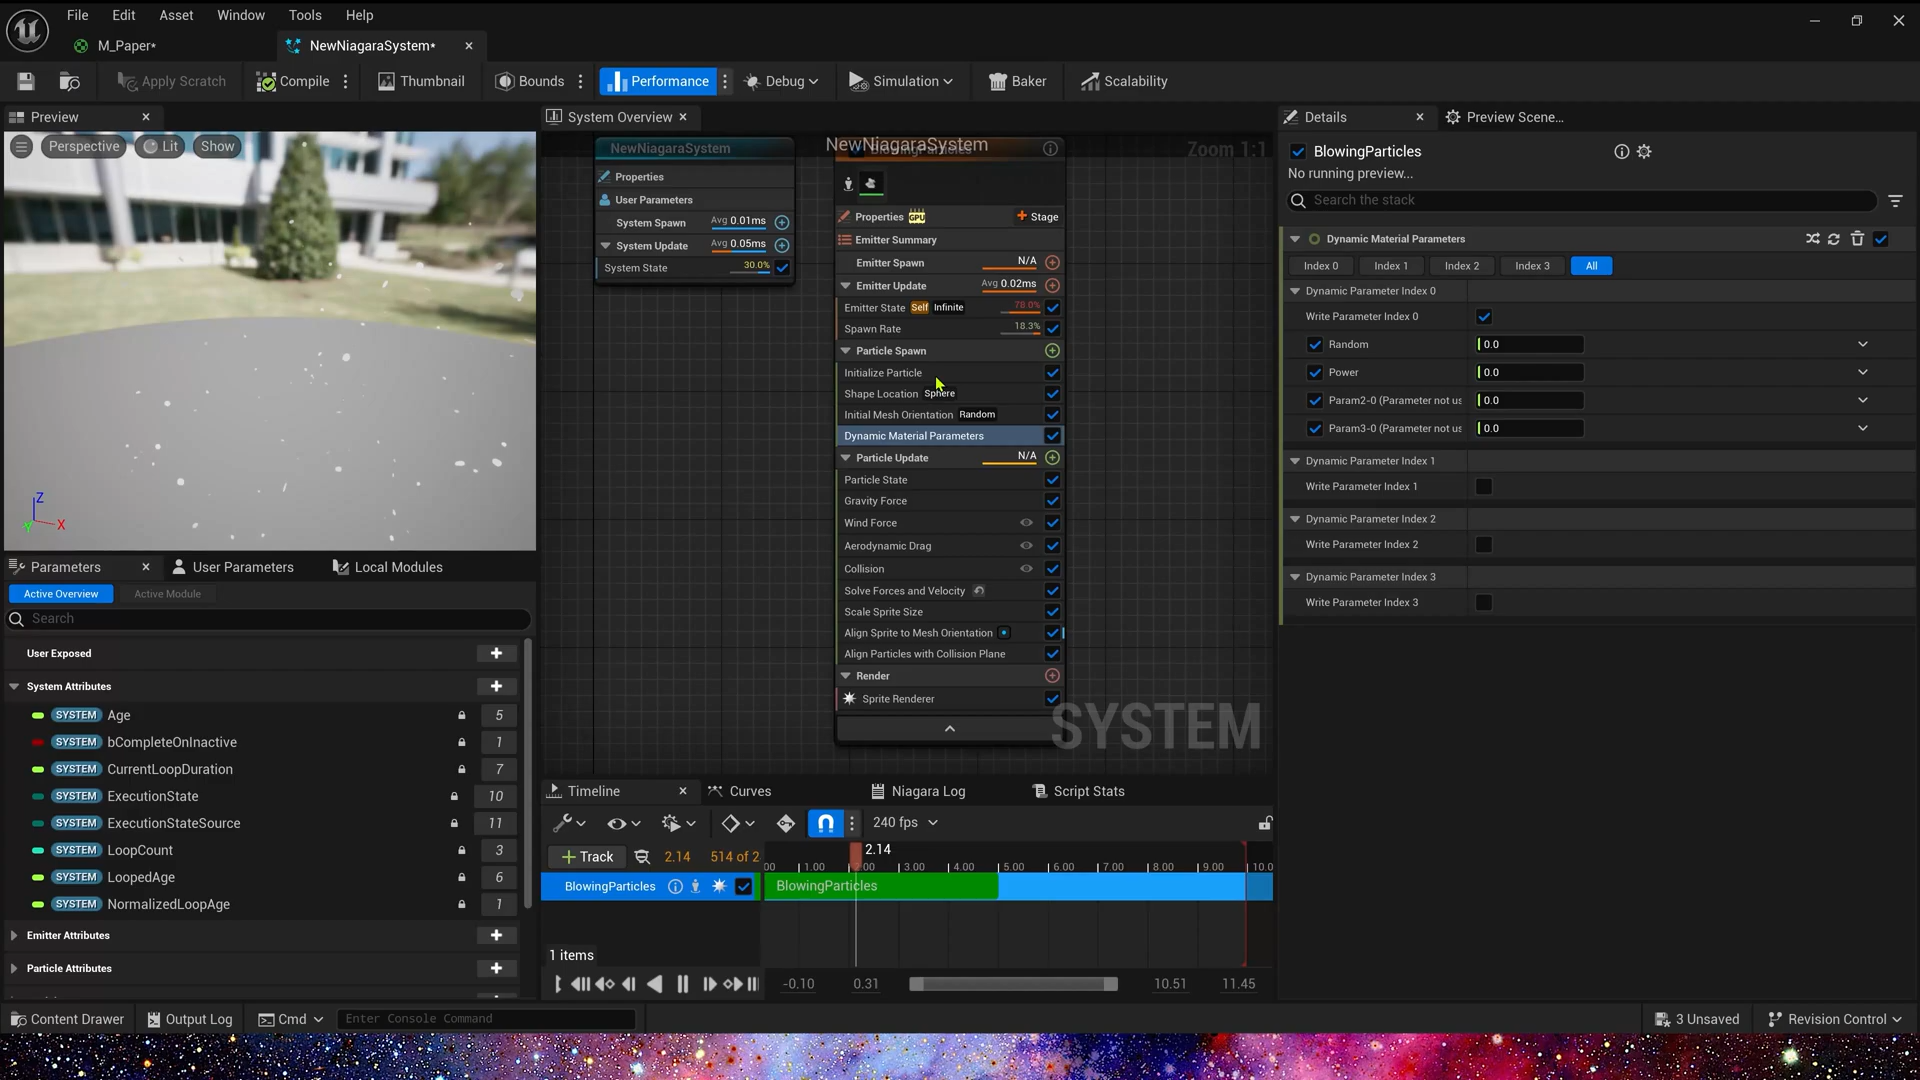 File Edit Asset Window Tools Help
M_Paper*
NewNiagaraSystem*
Apply Scratch
Compile
Thumbnail
Bounds
Performance
Debug
Simulation
Baker
Scalability
Preview
Perspective
Lit
Show
Z
X
Y
Parameters
User Parameters
Local Modules
Active Overview
Active Module
Search
User Exposed
System Attributes
SYSTEM Age 5
SYSTEM bCompleteOnInactive 1
SYSTEM CurrentLoopDuration 7
SYSTEM ExecutionState 10
SYSTEM ExecutionStateSource 11
SYSTEM LoopCount 3
SYSTEM LoopedAge 6
SYSTEM NormalizedLoopAge 1
Emitter Attributes
Particle Attributes
System Overview
NewNiagaraSystem
Zoom 1:1
NewNiagaraSystem
Properties
User Parameters
System Spawn Avg 0.01ms
System Update Avg 0.05ms
System State 30.0%
BlowingParticles
Properties GPU Stage
Emitter Summary
Emitter Spawn N/A
Emitter Update Avg 0.02ms
Emitter State Self Infinite 78.0%
Spawn Rate 18.3%
Particle Spawn
Initialize Particle
Shape Location Sphere
Initial Mesh Orientation Random
Dynamic Material Parameters
Particle Update N/A
Particle State
Gravity Force
Wind Force
Aerodynamic Drag
Collision
Solve Forces and Velocity
Scale Sprite Size
Align Sprite to Mesh Orientation
Align Particles with Collision Plane
Render
Sprite Renderer
SYSTEM
Timeline
Curves
Niagara Log
Script Stats
240 fps
Track 2.14 514 of 2
2.14
00 1.00 2.00 3.00 4.00 5.00 6.00 7.00 8.00 9.00 10.0
BlowingParticles
BlowingParticles
1 items
-0.10 0.31 10.51 11.45
Details
Preview Scene...
BlowingParticles
No running preview...
Search the stack
Dynamic Material Parameters
Index 0 Index 1 Index 2 Index 3 All
Dynamic Parameter Index 0
Write Parameter Index 0
Random 0.0
Power 0.0
Param2-0 (Parameter not us 0.0
Param3-0 (Parameter not us 0.0
Dynamic Parameter Index 1
Write Parameter Index 1
Dynamic Parameter Index 2
Write Parameter Index 2
Dynamic Parameter Index 3
Write Parameter Index 3
Content Drawer
Output Log
Cmd
Enter Console Command
3 Unsaved
Revision Control